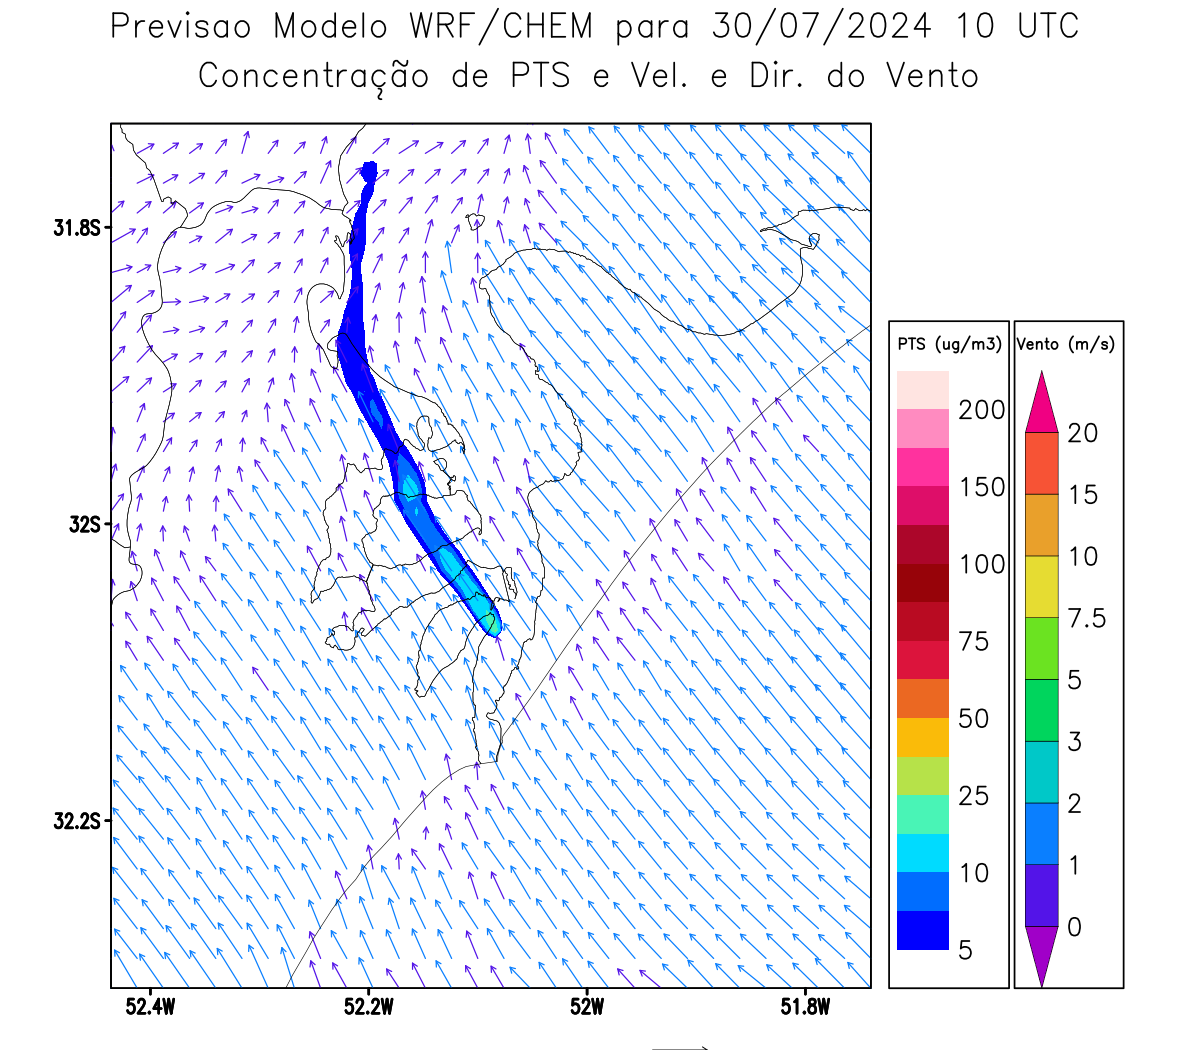 Previsao Modelo WRF/CHEM para 30/07/2024 10 UTC
Concentração de PTS e Vel. e Dir. do Vento
31.8S
32S
32.2S
52.4W
52.2W
52W
51.8W
PTS (ug/m3)
200
150
100
75
50
25
10
5
Vento (m/s)
20
15
10
7.5
5
3
2
1
0